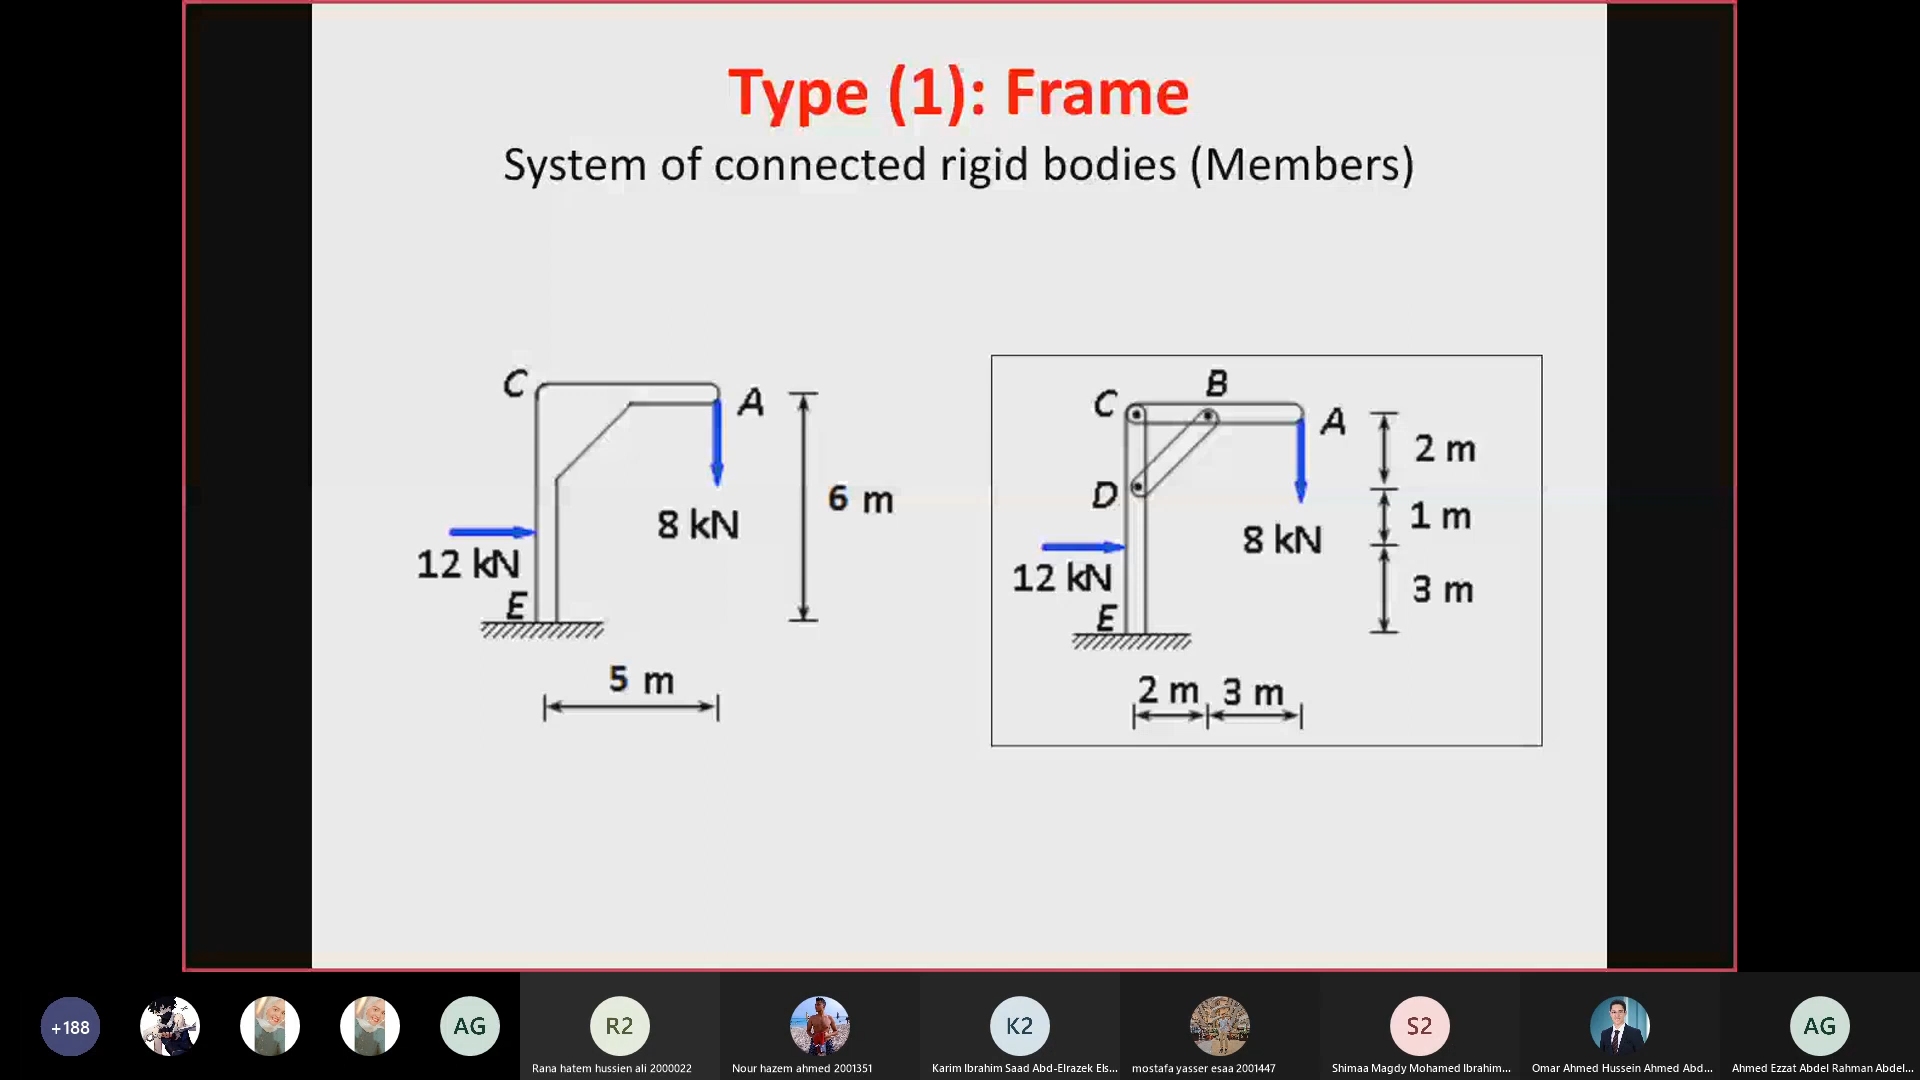 Type (1): Frame
System of connected rigid bodies (Members)
C
A
6 m
8 kN
12 kN
E
5 m
B
C
A
2 m
D
1 m
8 kN
12 kN
3 m
E
2 m 3 m
+188
AG
R2
K2
S2
AG
Rana hatem hussien ali 2000022
Nour hazem ahmed 2001351
Karim Ibrahim Saad Abd-Elrazek Els...
mostafa yasser esaa 2001447
Shimaa Magdy Mohamed Ibrahim...
Omar Ahmed Hussein Ahmed Abd...
Ahmed Ezzat Abdel Rahman Abdel...